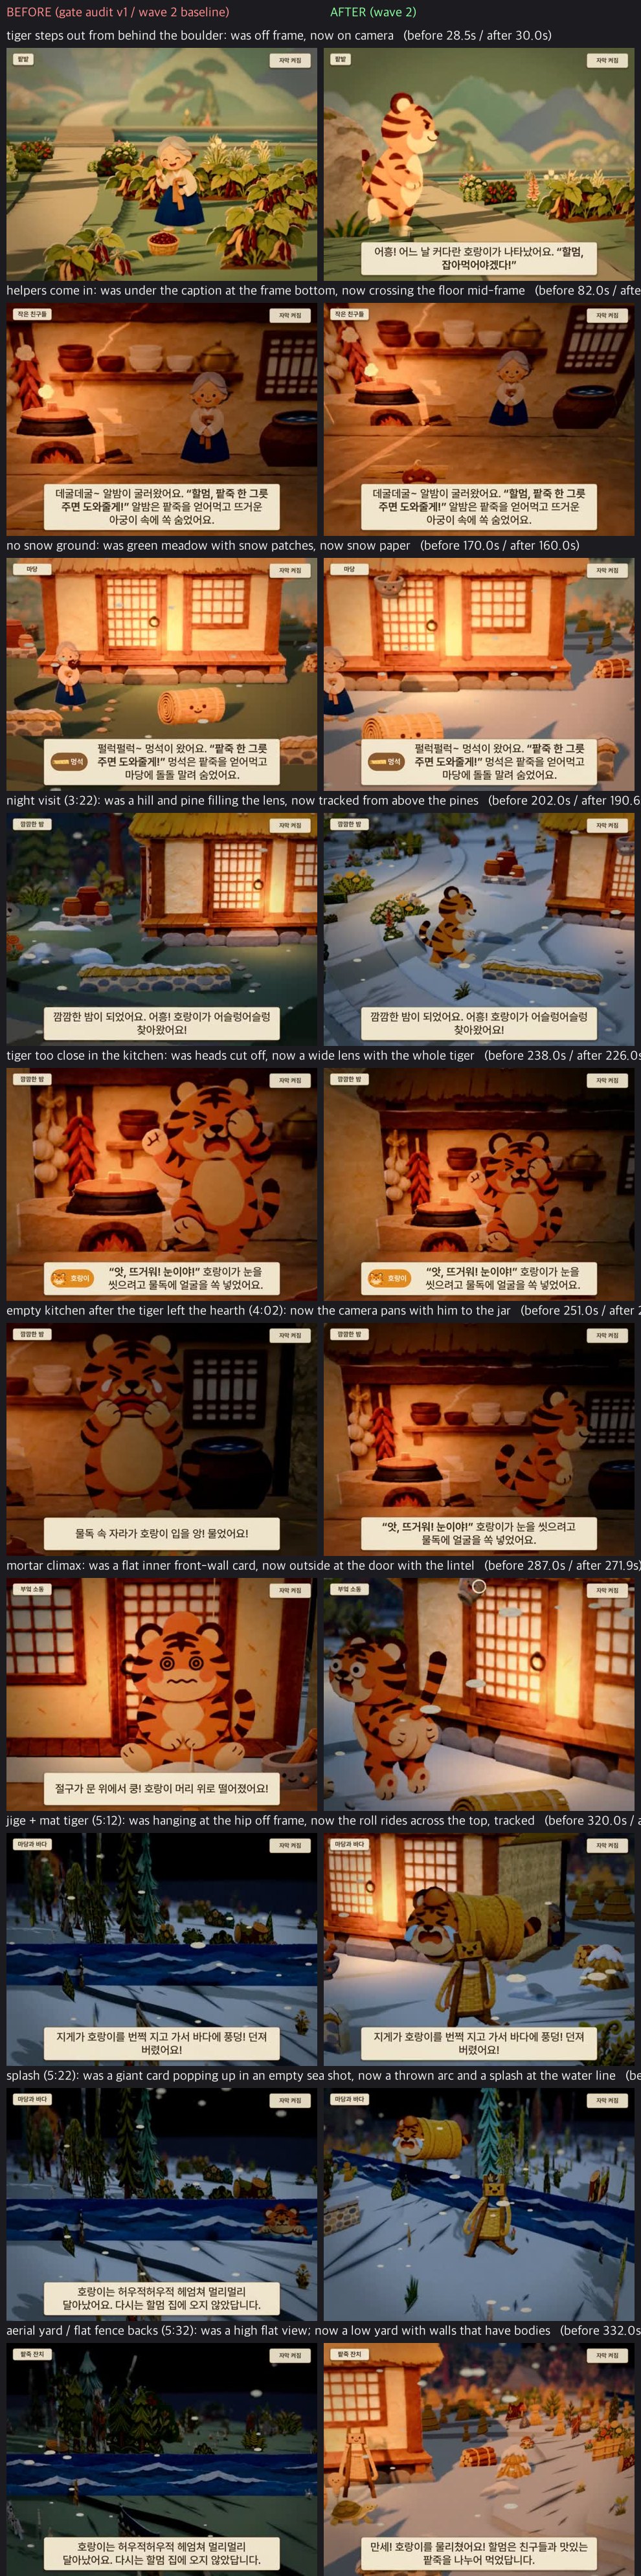 BEFORE (gate audit v1 / wave 2 baseline)
AFTER (wave 2)
tiger steps out from behind the boulder: was off frame, now on camera (before 28.5s / after 30.0s)
팥밭
자막 켜짐
팥밭
자막 켜짐
어흥! 어느 날 커다란 호랑이가 나타났어요. “할멈,
잡아먹어야겠다!”
helpers come in: was under the caption at the frame bottom, now crossing the floor mid-frame (before 82.0s / afte
작은 친구들
자막 켜짐
작은 친구들
자막 켜짐
데굴데굴~ 알밤이 굴러왔어요. “할멈, 팥죽 한 그릇
주면 도와줄게!” 알밤은 팥죽을 얻어먹고 뜨거운
아궁이 속에 쏙 숨었어요.
데굴데굴~ 알밤이 굴러왔어요. “할멈, 팥죽 한 그릇
주면 도와줄게!” 알밤은 팥죽을 얻어먹고 뜨거운
아궁이 속에 쏙 숨었어요.
no snow ground: was green meadow with snow patches, now snow paper (before 170.0s / after 160.0s)
마당
자막 켜짐
마당
자막 켜짐
멍석
펄럭펄럭~ 멍석이 왔어요. “팥죽 한 그릇
주면 도와줄게!” 멍석은 팥죽을 얻어먹고
마당에 돌돌 말려 숨었어요.
멍석
펄럭펄럭~ 멍석이 왔어요. “팥죽 한 그릇
주면 도와줄게!” 멍석은 팥죽을 얻어먹고
마당에 돌돌 말려 숨었어요.
night visit (3:22): was a hill and pine filling the lens, now tracked from above the pines (before 202.0s / after 190.6
깜깜한 밤
자막 켜짐
깜깜한 밤
자막 켜짐
깜깜한 밤이 되었어요. 어흥! 호랑이가 어슬렁어슬렁
찾아왔어요!
깜깜한 밤이 되었어요. 어흥! 호랑이가 어슬렁어슬렁
찾아왔어요!
tiger too close in the kitchen: was heads cut off, now a wide lens with the whole tiger (before 238.0s / after 226.0s
깜깜한 밤
자막 켜짐
깜깜한 밤
자막 켜짐
호랑이
“앗, 뜨거워! 눈이야!” 호랑이가 눈을
씻으려고 물독에 얼굴을 쑥 넣었어요.
호랑이
“앗, 뜨거워! 눈이야!” 호랑이가 눈을
씻으려고 물독에 얼굴을 쑥 넣었어요.
empty kitchen after the tiger left the hearth (4:02): now the camera pans with him to the jar (before 251.0s / after 2
깜깜한 밤
자막 켜짐
깜깜한 밤
자막 켜짐
물독 속 자라가 호랑이 입을 앙! 물었어요!
“앗, 뜨거워! 눈이야!” 호랑이가 눈을 씻으려고
물독에 얼굴을 쑥 넣었어요.
mortar climax: was a flat inner front-wall card, now outside at the door with the lintel (before 287.0s / after 271.9s)
부엌 소동
자막 켜짐
부엌 소동
자막 켜짐
절구가 문 위에서 쿵! 호랑이 머리 위로 떨어졌어요!
jige + mat tiger (5:12): was hanging at the hip off frame, now the roll rides across the top, tracked (before 320.0s / a
마당과 바다
자막 켜짐
마당과 바다
자막 켜짐
지게가 호랑이를 번쩍 지고 가서 바다에 풍덩! 던져
버렸어요!
지게가 호랑이를 번쩍 지고 가서 바다에 풍덩! 던져
버렸어요!
splash (5:22): was a giant card popping up in an empty sea shot, now a thrown arc and a splash at the water line (be
마당과 바다
자막 켜짐
마당과 바다
자막 켜짐
호랑이는 허우적허우적 헤엄쳐 멀리멀리
달아났어요. 다시는 할멈 집에 오지 않았답니다.
aerial yard / flat fence backs (5:32): was a high flat view; now a low yard with walls that have bodies (before 332.0s
팥죽 잔치
자막 켜짐
팥죽 잔치
자막 켜짐
호랑이는 허우적허우적 헤엄쳐 멀리멀리
달아났어요. 다시는 할멈 집에 오지 않았답니다.
만세! 호랑이를 물리쳤어요! 할멈은 친구들과 맛있는
팥죽을 나누어 먹었답니다.